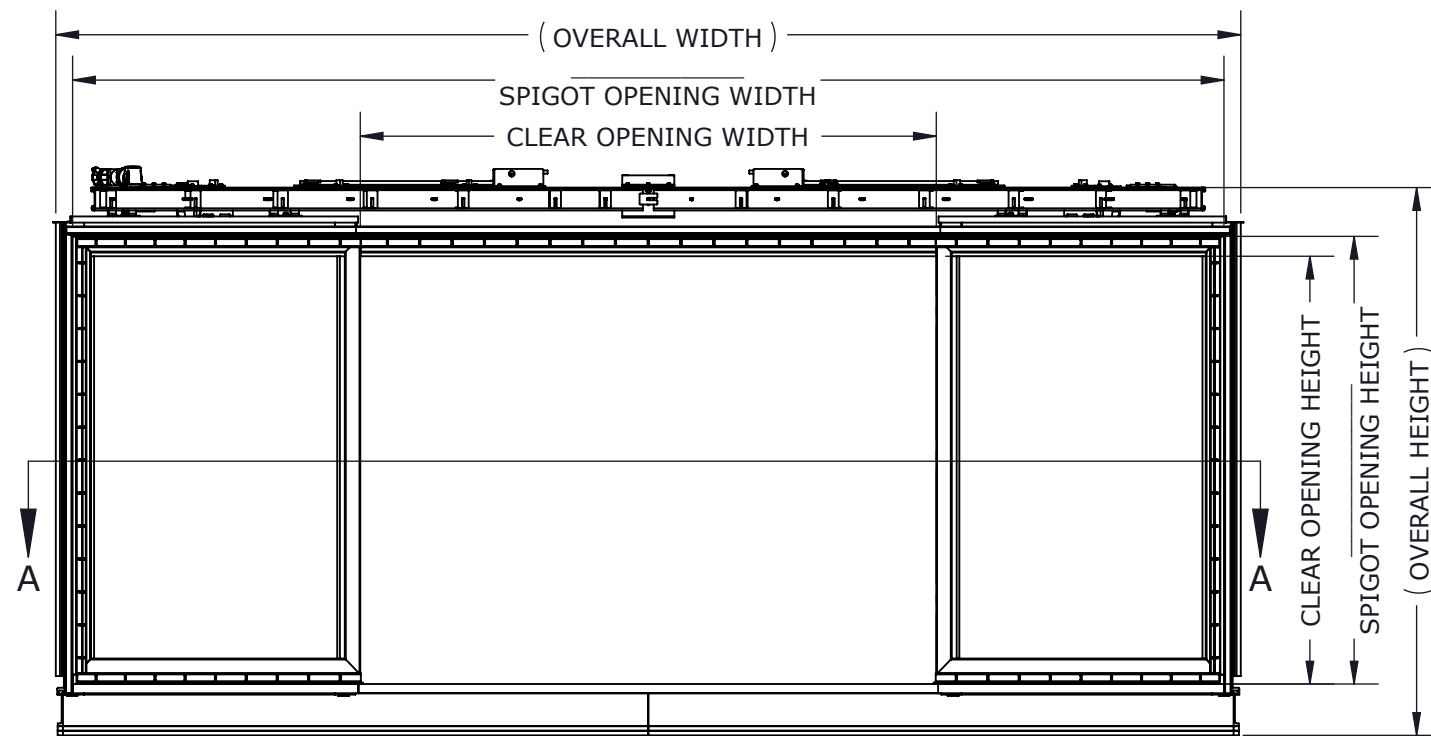 ( OVERALL WIDTH )
SPIGOT OPENING WIDTH
CLEAR OPENING WIDTH
CLEAR OPENING HEIGHT
SPIGOT OPENING HEIGHT
( OVERALL HEIGHT )
A
A